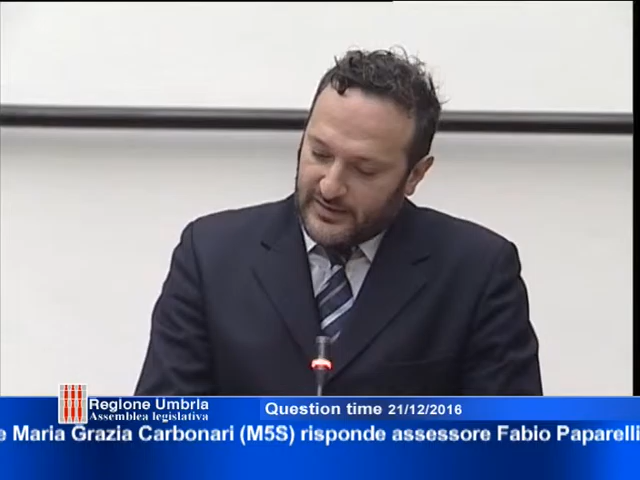 Regione Umbria
Assemblea legislativa
Question time 21/12/2016
e Maria Grazia Carbonari (M5S) risponde assessore Fabio Paparelli